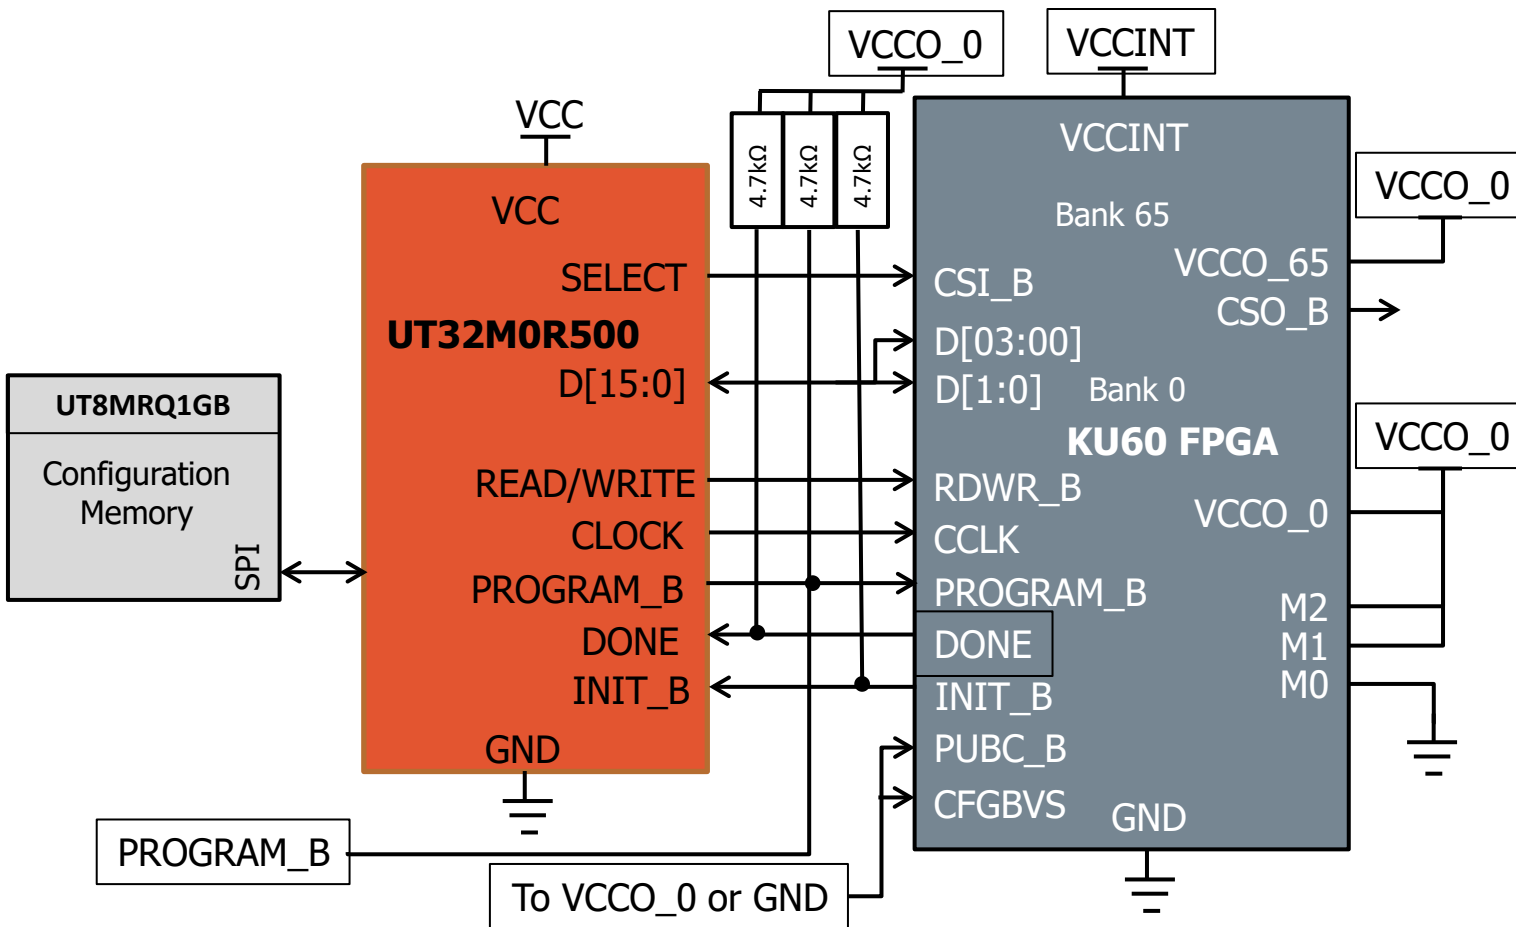 VCCO_0
VCCINT
VCC
4.7kΩ
4.7kΩ
4.7kΩ
VCCINT
VCCO_0
VCC
Bank 65
VCCO_65
SELECT
CSI_B
CSO_B
UT32M0R500
D[03:00]
D[15:0]
D[1:0]
Bank 0
UT8MRQ1GB
KU60 FPGA
VCCO_0
Configuration
Memory
READ/WRITE
RDWR_B
VCCO_0
CLOCK
CCLK
SPI
PROGRAM_B
PROGRAM_B
M2
DONE
DONE
M1
INIT_B
INIT_B
M0
GND
PUBC_B
CFGBVS
GND
PROGRAM_B
To VCCO_0 or GND